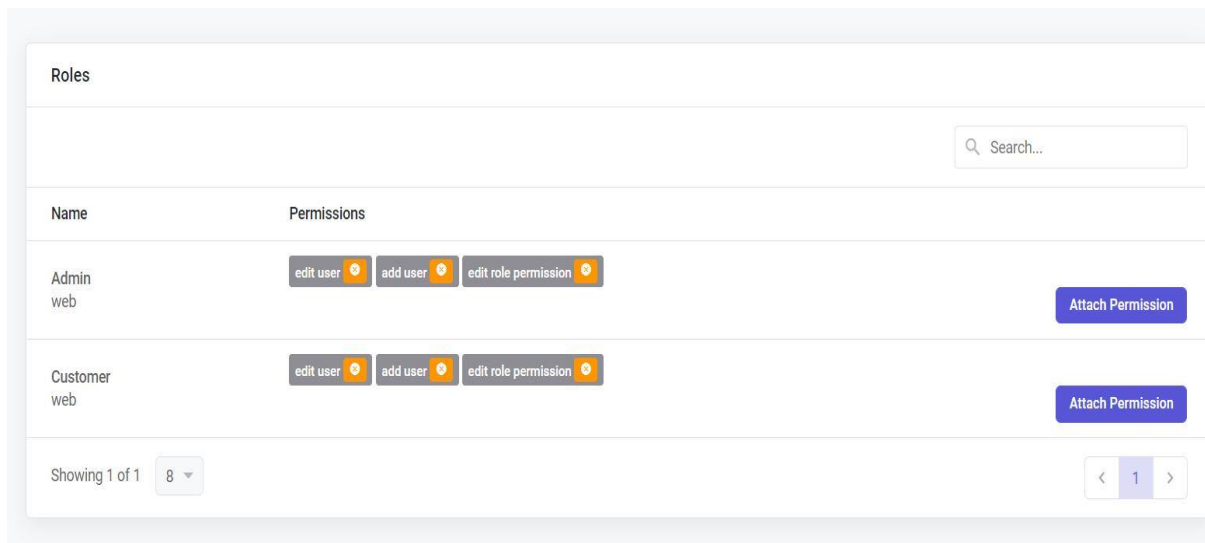 Roles
Search...
Name Permissions
edit user add user edit role permission
Admin
web
Attach Permission
edit user add user edit role permission
Customer
web
Attach Permission
Showing 1 of 1 8
1